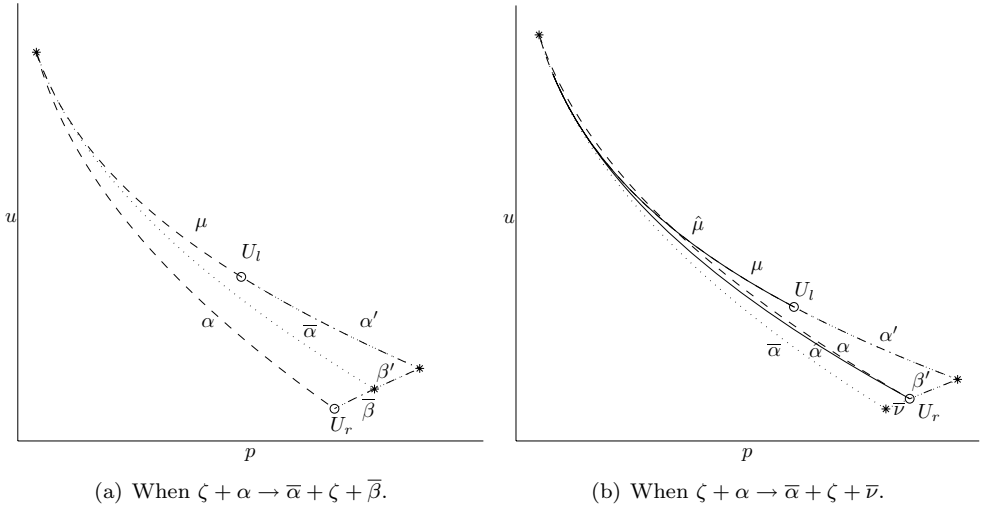 u
μ
U_l
α
α̅
α′
β′
β̅
U_r
p
(a) When ζ + α → α̅ + ζ + β̅.
u
μ̂
μ
U_l
α′
α̅
α̂
α
β′
ν̅
U_r
p
(b) When ζ + α → α̅ + ζ + ν̅.